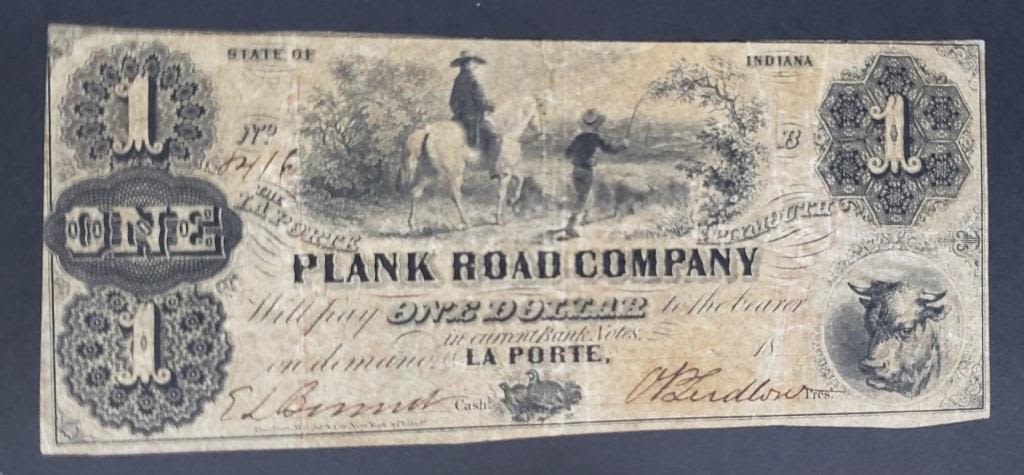 1 STATE OF INDIANA 1
No B
8416
THE LA PORTE & PLYMOUTH
ONE
PLANK ROAD COMPANY
Will pay ONE DOLLAR to the bearer
in current Bank Notes,
on demand. LA PORTE, 18
1
Cash. O B Ludlow Pres.